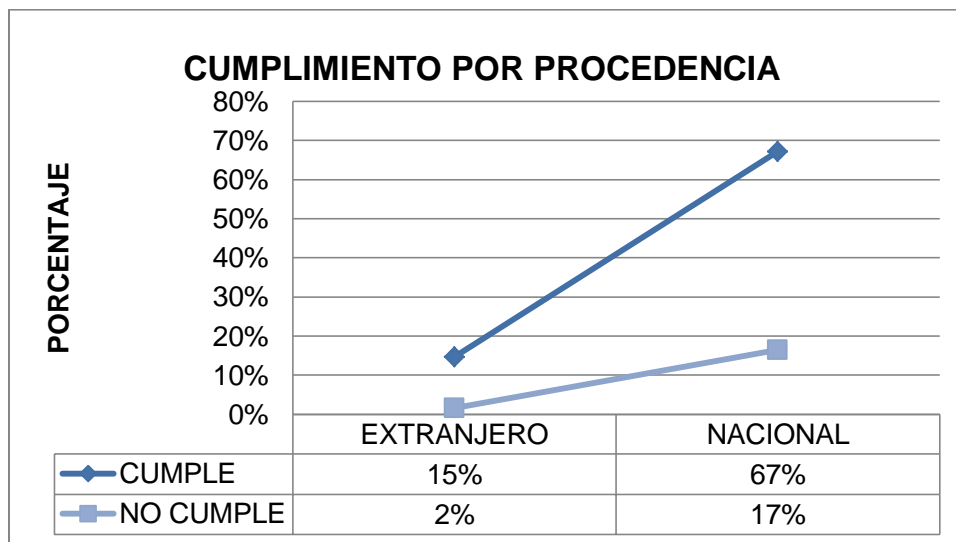 CUMPLIMIENTO POR PROCEDENCIA
PORCENTAJE
80%
70%
60%
50%
40%
30%
20%
10%
0%
EXTRANJERO NACIONAL
CUMPLE 15% 67%
NO CUMPLE 2% 17%